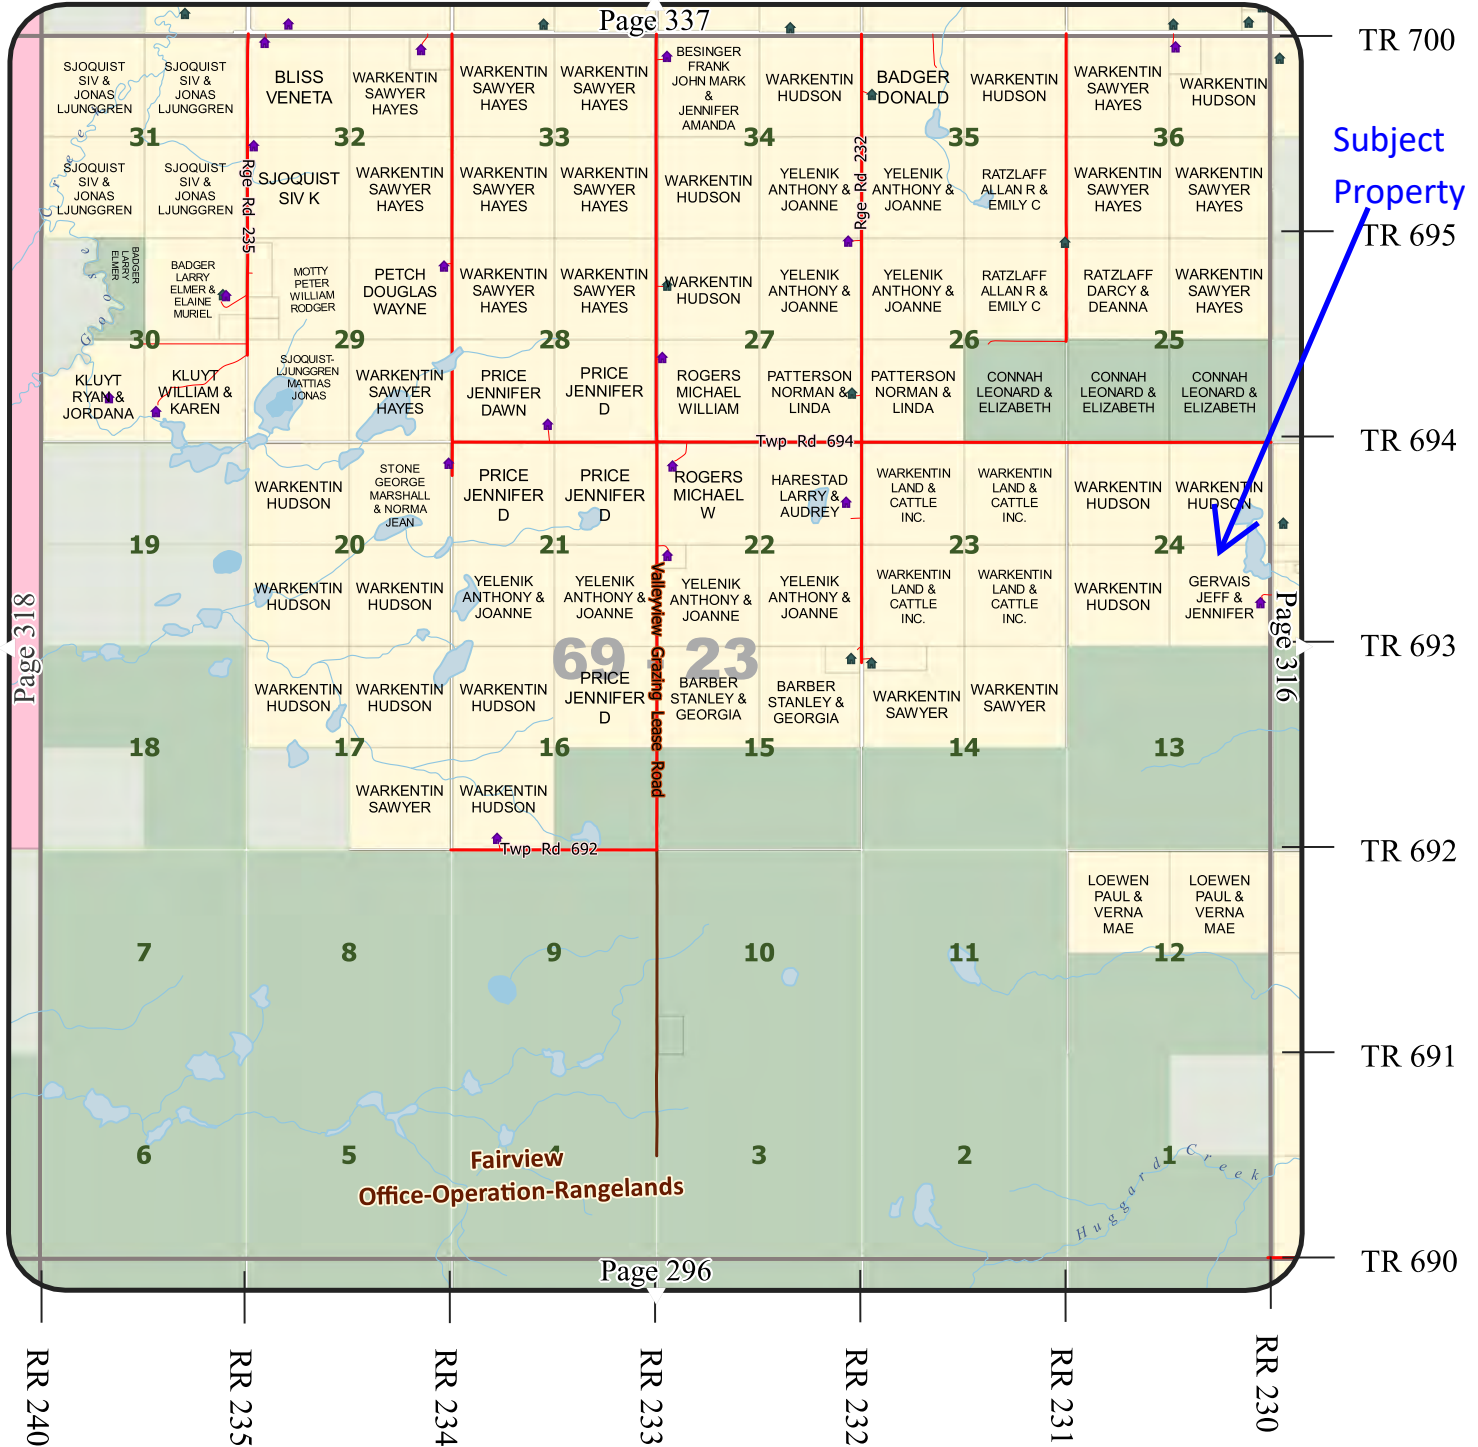 Page 337
TR 700
SJOQUIST
SIV &
JONAS
LJUNGGREN
SJOQUIST
SIV &
JONAS
LJUNGGREN
BLISS
VENETA
WARKENTIN
SAWYER
HAYES
WARKENTIN
SAWYER
HAYES
WARKENTIN
SAWYER
HAYES
BESINGER
FRANK
JOHN MARK
&
JENNIFER
AMANDA
WARKENTIN
HUDSON
BADGER
DONALD
WARKENTIN
HUDSON
WARKENTIN
SAWYER
HAYES
WARKENTIN
HUDSON
31
32
33
34
35
36
Subject
Property
SJOQUIST
SIV &
JONAS
LJUNGGREN
SJOQUIST
SIV &
JONAS
LJUNGGREN
Rge Rd 235
SJOQUIST
SIV K
WARKENTIN
SAWYER
HAYES
WARKENTIN
SAWYER
HAYES
WARKENTIN
SAWYER
HAYES
WARKENTIN
HUDSON
YELENIK
ANTHONY &
JOANNE
Rge Rd 232
YELENIK
ANTHONY &
JOANNE
RATZLAFF
ALLAN R &
EMILY C
WARKENTIN
SAWYER
HAYES
WARKENTIN
SAWYER
HAYES
TR 695
BADGER
LARRY
ELMER
BADGER
LARRY
ELMER &
ELAINE
MURIEL
MOTTY
PETER
WILLIAM
RODGER
PETCH
DOUGLAS
WAYNE
WARKENTIN
SAWYER
HAYES
WARKENTIN
SAWYER
HAYES
WARKENTIN
HUDSON
YELENIK
ANTHONY &
JOANNE
YELENIK
ANTHONY &
JOANNE
RATZLAFF
ALLAN R &
EMILY C
RATZLAFF
DARCY &
DEANNA
WARKENTIN
SAWYER
HAYES
30
29
28
27
26
25
KLUYT
RYAN &
JORDANA
KLUYT
WILLIAM &
KAREN
SJOQUIST-
LJUNGGREN
MATTIAS
JONAS
WARKENTIN
SAWYER
HAYES
PRICE
JENNIFER
DAWN
PRICE
JENNIFER
D
ROGERS
MICHAEL
WILLIAM
PATTERSON
NORMAN &
LINDA
PATTERSON
NORMAN &
LINDA
CONNAH
LEONARD &
ELIZABETH
CONNAH
LEONARD &
ELIZABETH
CONNAH
LEONARD &
ELIZABETH
Twp Rd 694
TR 694
WARKENTIN
HUDSON
STONE
GEORGE
MARSHALL
& NORMA
JEAN
PRICE
JENNIFER
D
PRICE
JENNIFER
D
ROGERS
MICHAEL
W
HARESTAD
LARRY &
AUDREY
WARKENTIN
LAND &
CATTLE
INC.
WARKENTIN
LAND &
CATTLE
INC.
WARKENTIN
HUDSON
WARKENTIN
HUDSON
19
20
21
22
23
24
WARKENTIN
HUDSON
WARKENTIN
HUDSON
YELENIK
ANTHONY &
JOANNE
YELENIK
ANTHONY &
JOANNE
Valleyview Grazing Lease Road
YELENIK
ANTHONY &
JOANNE
YELENIK
ANTHONY &
JOANNE
WARKENTIN
LAND &
CATTLE
INC.
WARKENTIN
LAND &
CATTLE
INC.
WARKENTIN
HUDSON
GERVAIS
JEFF &
JENNIFER
Page 318
Page 316
TR 693
69 - 23
WARKENTIN
HUDSON
WARKENTIN
HUDSON
WARKENTIN
HUDSON
PRICE
JENNIFER
D
BARBER
STANLEY &
GEORGIA
BARBER
STANLEY &
GEORGIA
WARKENTIN
SAWYER
WARKENTIN
SAWYER
18
17
16
15
14
13
WARKENTIN
SAWYER
WARKENTIN
HUDSON
Twp Rd 692
TR 692
LOEWEN
PAUL &
VERNA
MAE
LOEWEN
PAUL &
VERNA
MAE
7
8
9
10
11
12
TR 691
6
5
4
3
2
1
Fairview
Office-Operation-Rangelands
Huggard Creek
TR 690
Page 296
RR 240
RR 235
RR 234
RR 233
RR 232
RR 231
RR 230